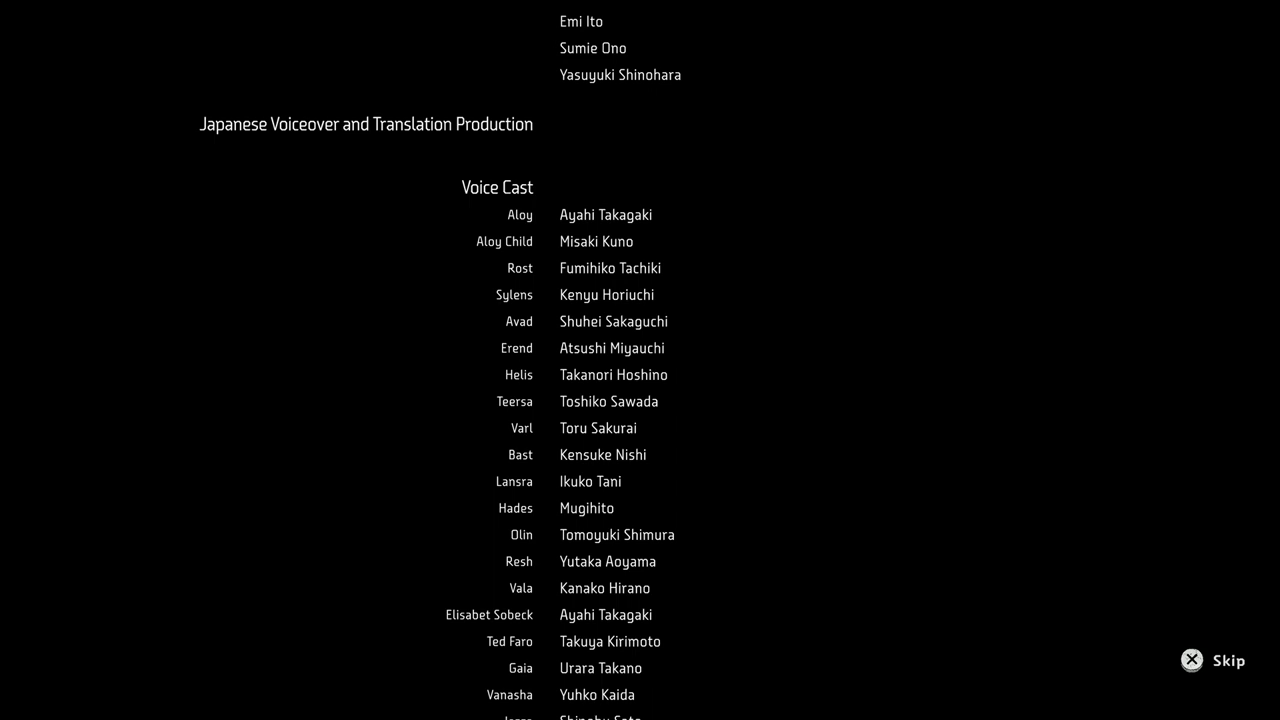 Emi Ito
Sumie Ono
Yasuyuki Shinohara
Japanese Voiceover and Translation Production
Voice Cast
Aloy Ayahi Takagaki
Aloy Child Misaki Kuno
Rost Fumihiko Tachiki
Sylens Kenyu Horiuchi
Avad Shuhei Sakaguchi
Erend Atsushi Miyauchi
Helis Takanori Hoshino
Teersa Toshiko Sawada
Varl Toru Sakurai
Bast Kensuke Nishi
Lansra Ikuko Tani
Hades Mugihito
Olin Tomoyuki Shimura
Resh Yutaka Aoyama
Vala Kanako Hirano
Elisabet Sobeck Ayahi Takagaki
Ted Faro Takuya Kirimoto
Gaia Urara Takano
Vanasha Yuhko Kaida
Skip